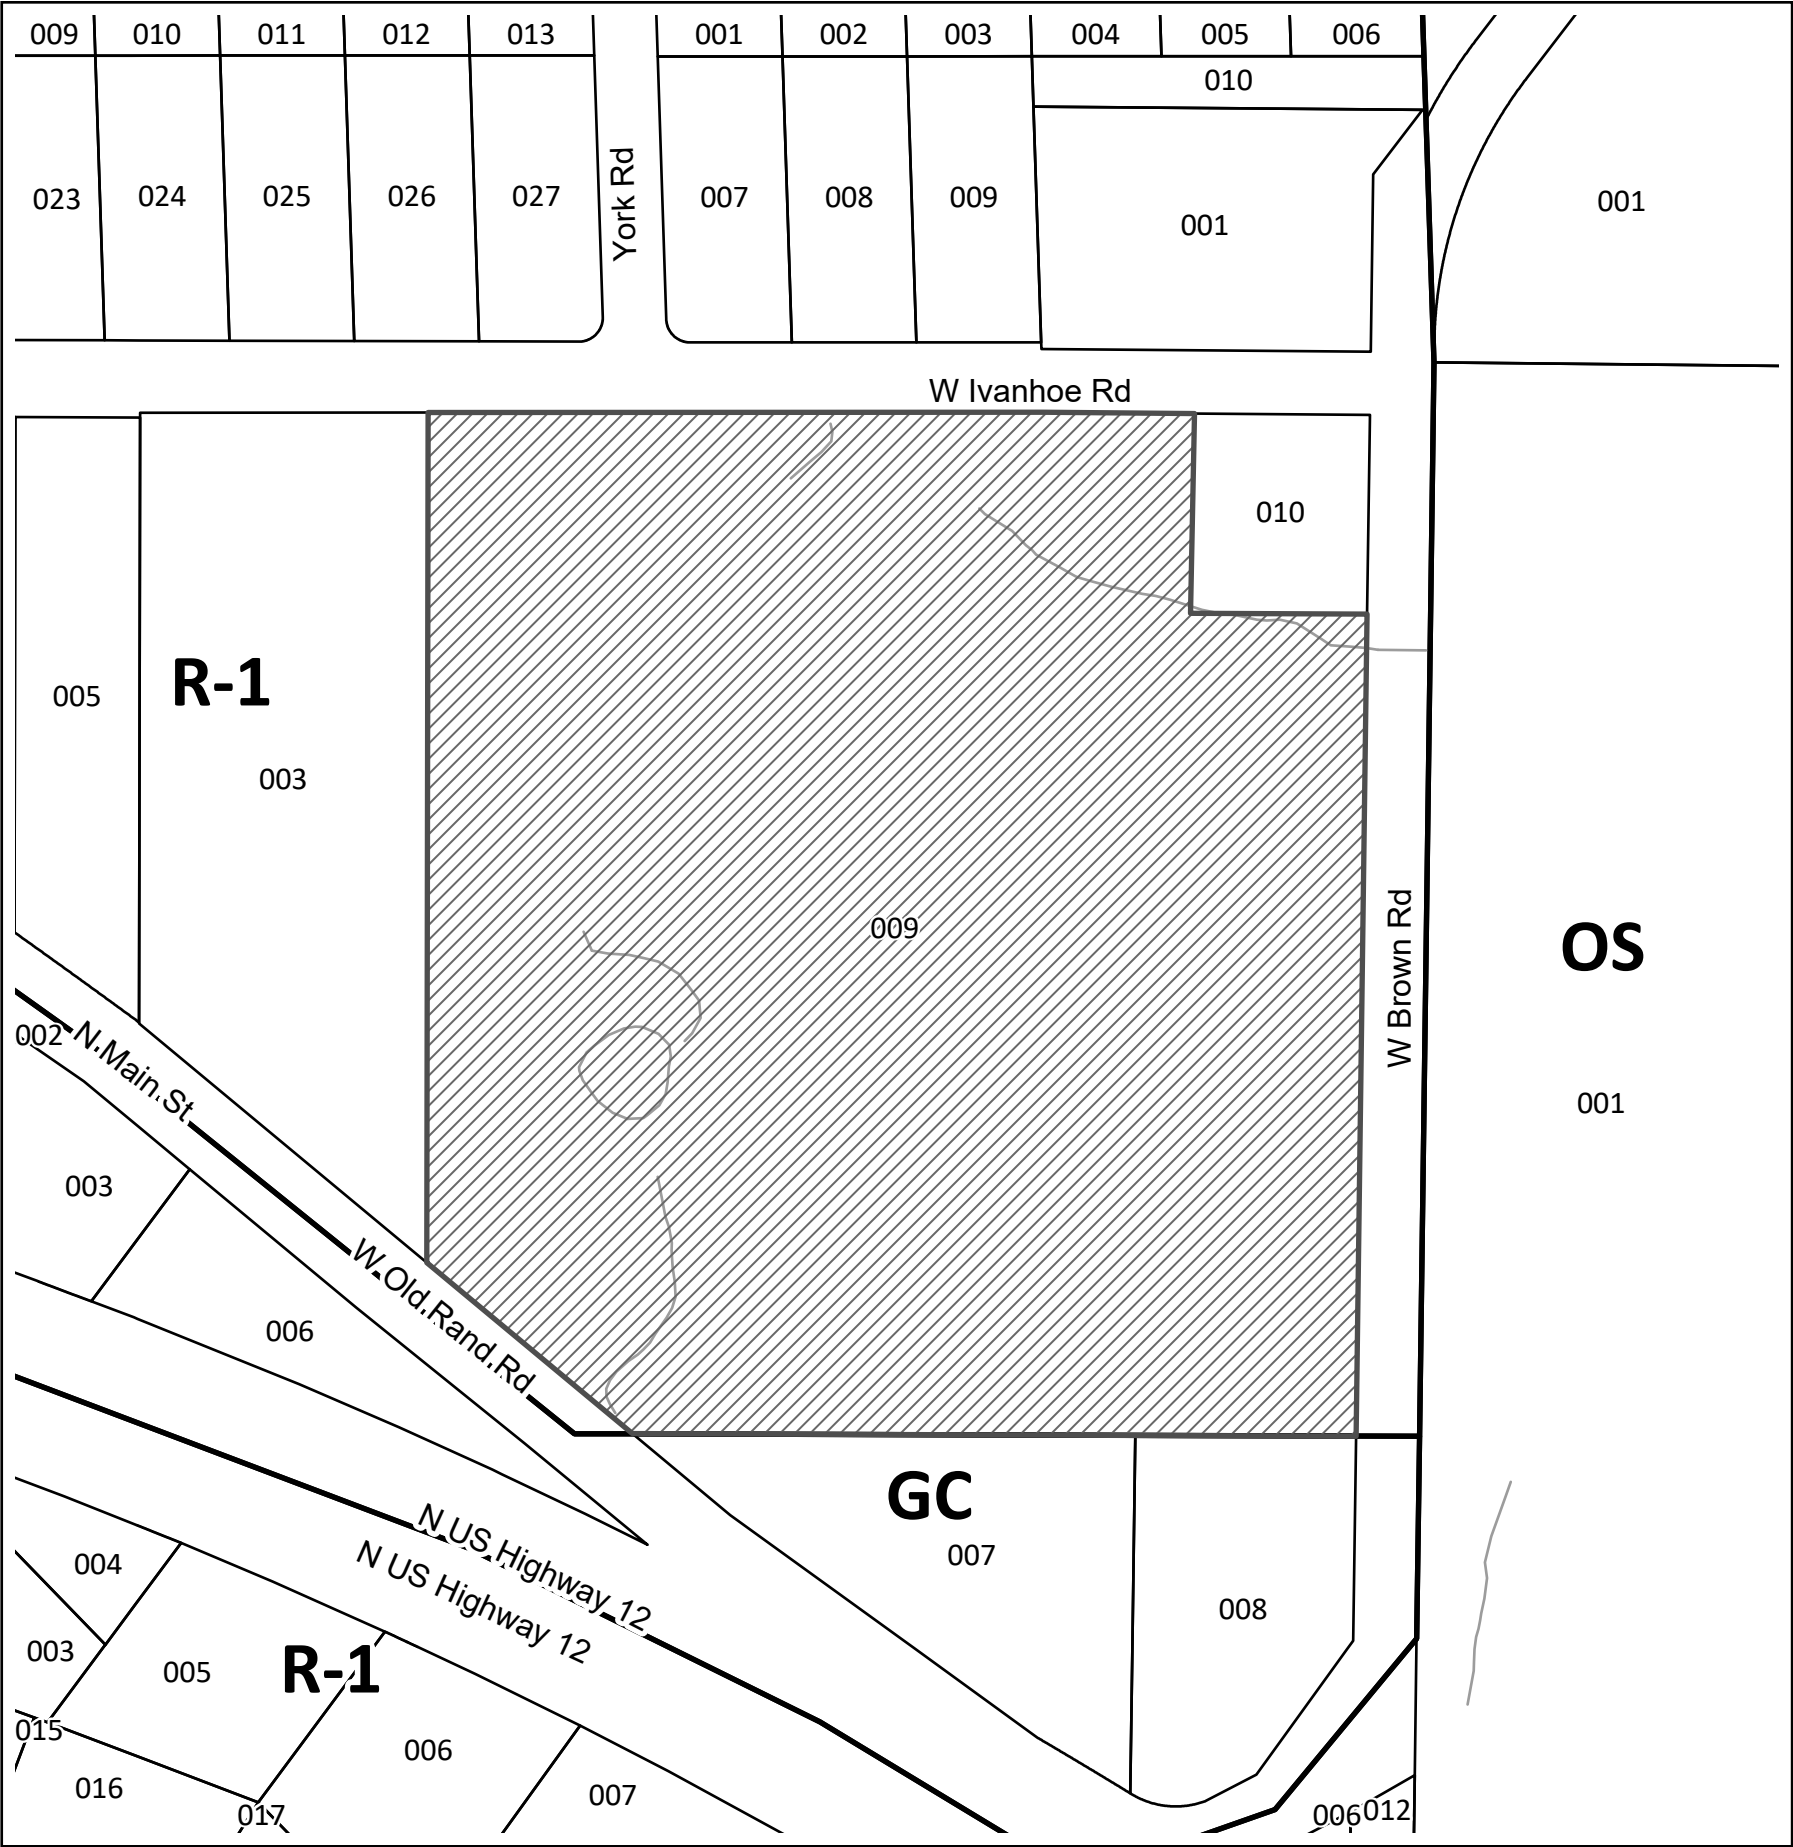 009 010 011 012 013 001 002 003 004 005 006
010
023 024 025 026 027 York Rd 007 008 009 001 001
W Ivanhoe Rd
010
005 R-1
003
009
W Brown Rd
OS
001
002 N Main St
003
W Old Rand Rd
006
GC
007
008
N US Highway 12
N US Highway 12
004
003 005 R-1
015
006
016 017
007
006 012